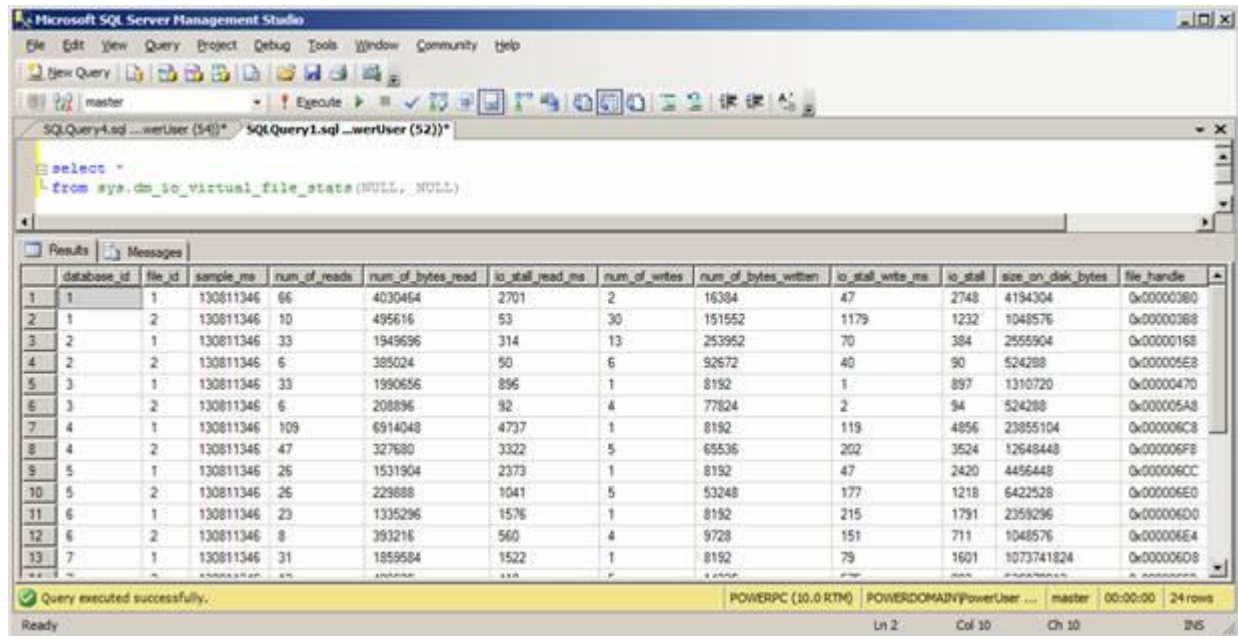 Microsoft SQL Server Management Studio
File Edit View Query Project Debug Tools Window Community Help
New Query
master Execute
SQLQuery4.sql ...werUser (54))* SQLQuery1.sql ...werUser (52))*
select *
from sys.dm_io_virtual_file_stats(NULL, NULL)
Results Messages
database_id file_id sample_ms num_of_reads num_of_bytes_read io_stall_read_ms num_of_writes num_of_bytes_written io_stall_write_ms io_stall size_on_disk_bytes file_handle
1 1 1 130811346 66 4030464 2701 2 16384 47 2748 4194304 0x000003B0
2 1 2 130811346 10 495616 53 30 151552 1179 1232 1048576 0x000003B8
3 2 1 130811346 33 1949696 314 13 253952 70 384 2555904 0x00000168
4 2 2 130811346 6 385024 50 6 92672 40 90 524288 0x000005E8
5 3 1 130811346 33 1990656 896 1 8192 1 897 1310720 0x00000470
6 3 2 130811346 6 208896 92 4 77824 2 94 524288 0x000005A8
7 4 1 130811346 109 6914048 4737 1 8192 119 4856 23855104 0x000006C8
8 4 2 130811346 47 327680 3322 5 65536 202 3524 12648448 0x000006F8
9 5 1 130811346 26 1531904 2373 1 8192 47 2420 4456448 0x000006CC
10 5 2 130811346 26 229888 1041 5 53248 177 1218 6422528 0x000006E0
11 6 1 130811346 23 1335296 1576 1 8192 215 1791 2359296 0x000006D0
12 6 2 130811346 8 393216 560 4 9728 151 711 1048576 0x000006E4
13 7 1 130811346 31 1859584 1522 1 8192 79 1601 1073741824 0x000006D8
Query executed successfully. POWERPC (10.0 RTM) POWERDOMAIN\PowerUser ... master 00:00:00 24 rows
Ready Ln 2 Col 10 Ch 10 INS